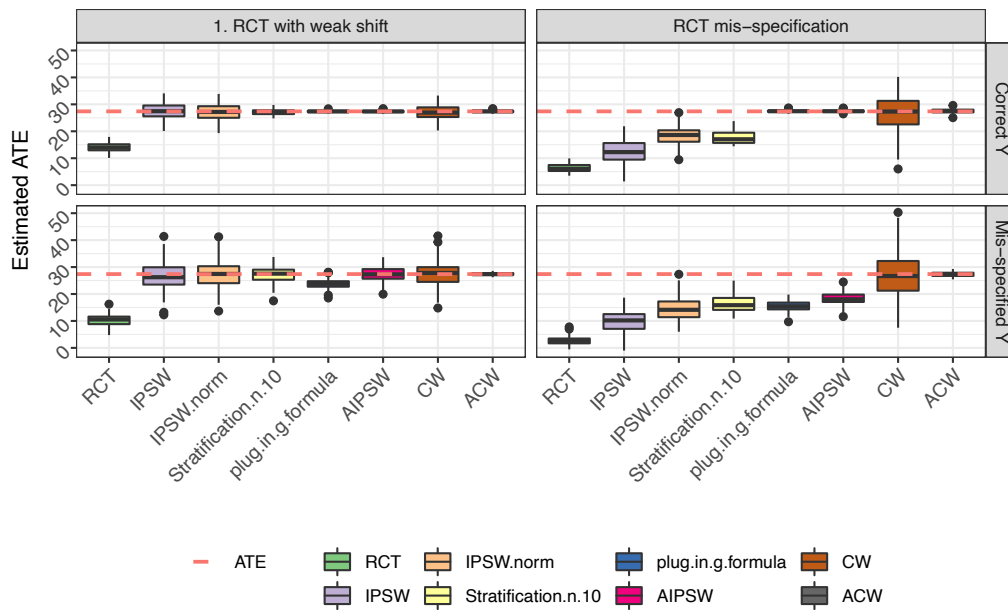 1. RCT with weak shift
RCT mis−specification
Estimated ATE
50
40
30
20
10
0
Correct Y
50
40
30
20
10
0
Mis−specified Y
RCT
IPSW
IPSW.norm
Stratification.n.10
plug.in.g.formula
AIPSW
CW
ACW
RCT
IPSW
IPSW.norm
Stratification.n.10
plug.in.g.formula
AIPSW
CW
ACW
ATE
RCT
IPSW.norm
plug.in.g.formula
CW
IPSW
Stratification.n.10
AIPSW
ACW